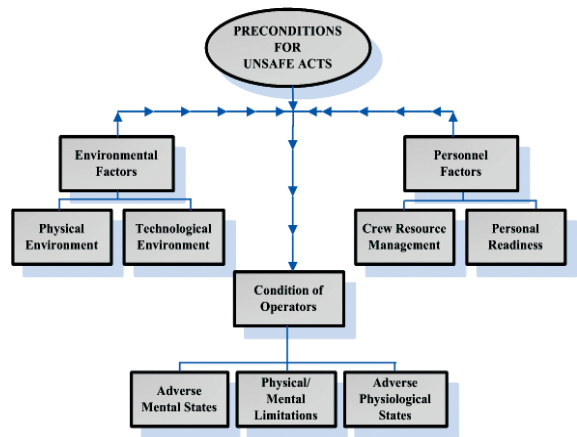 PRECONDITIONS
FOR
UNSAFE ACTS
Environmental
Factors
Personnel
Factors
Physical
Environment
Technological
Environment
Crew Resource
Management
Personal
Readiness
Condition of
Operators
Adverse
Mental States
Physical/
Mental
Limitations
Adverse
Physiological
States